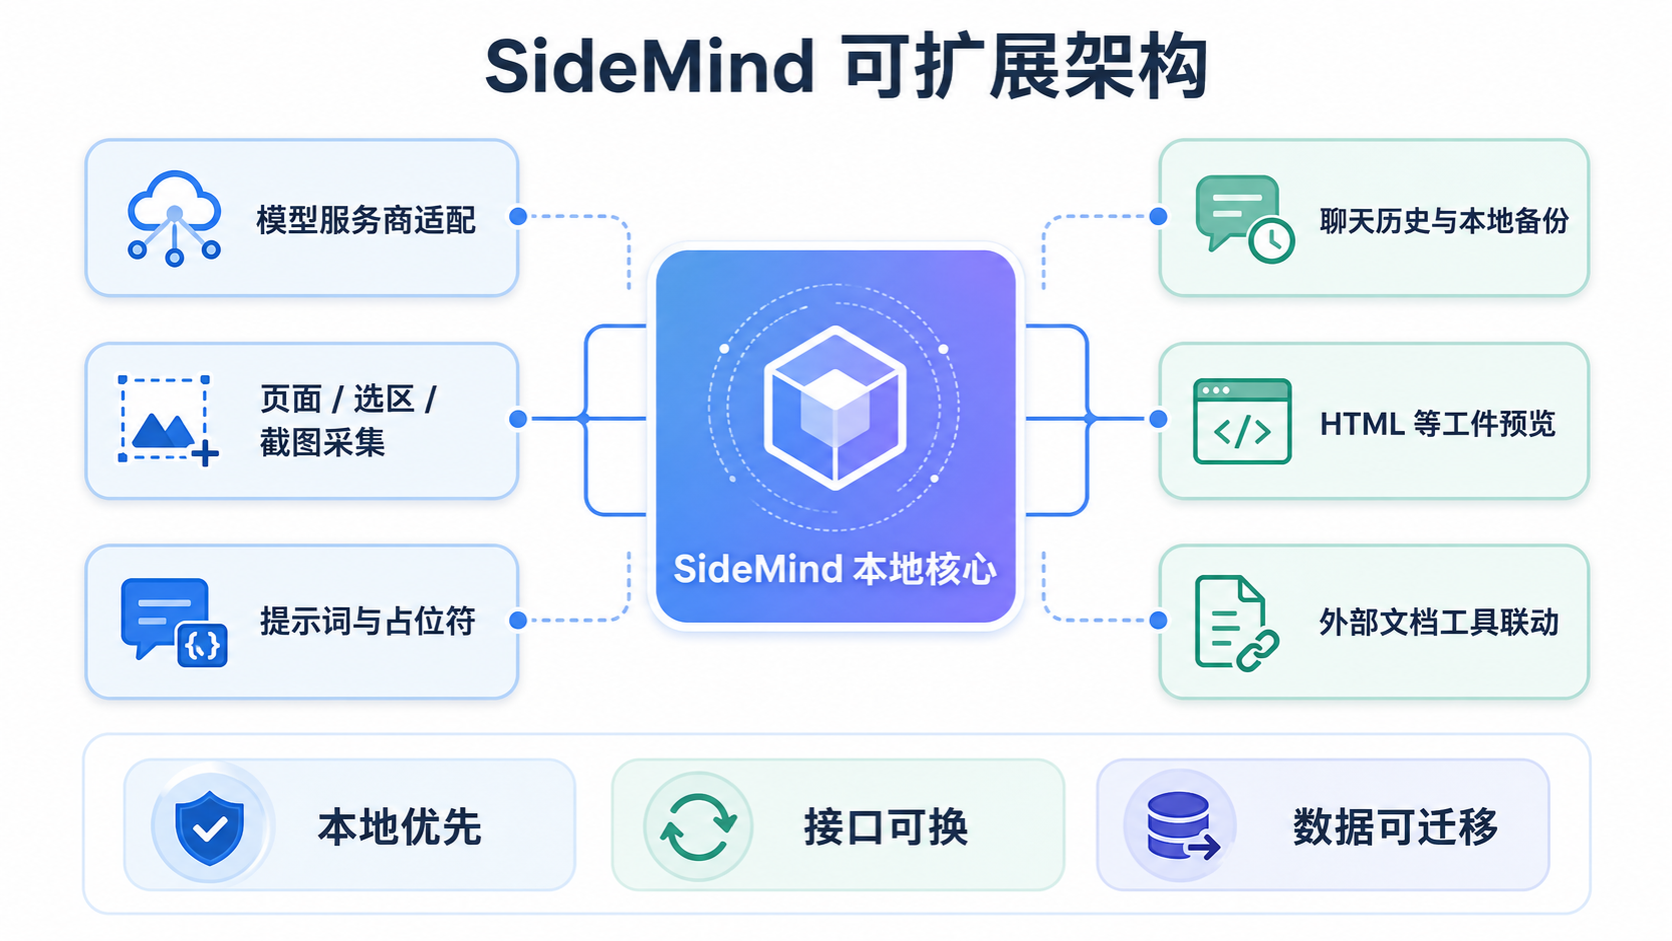 SideMind 可扩展架构
模型服务商适配
页面 / 选区 /
截图采集
提示词与占位符
SideMind 本地核心
聊天历史与本地备份
</>
HTML 等工件预览
外部文档工具联动
本地优先
接口可换
数据可迁移